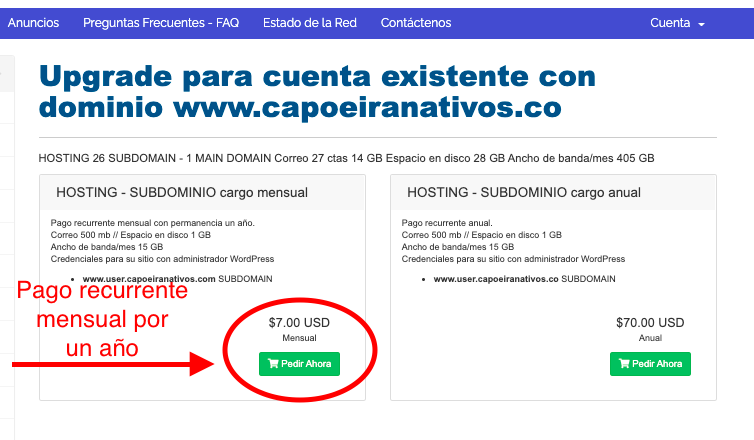 Anuncios Preguntas Frecuentes - FAQ Estado de la Red Contáctenos Cuenta
Upgrade para cuenta existente con
dominio www.capoeiranativos.co
HOSTING 26 SUBDOMAIN - 1 MAIN DOMAIN Correo 27 ctas 14 GB Espacio en disco 28 GB Ancho de banda/mes 405 GB
HOSTING - SUBDOMINIO cargo mensual
Pago recurrente mensual con permanencia un año.
Correo 500 mb // Espacio en disco 1 GB
Ancho de banda/mes 15 GB
Credenciales para su sitio con administrador WordPress
• www.user.capoeiranativos.com SUBDOMAIN
$7.00 USD
Mensual
Pedir Ahora
HOSTING - SUBDOMINIO cargo anual
Pago recurrente anual.
Correo 500 mb // Espacio en disco 1 GB
Ancho de banda/mes 15 GB
Credenciales para su sitio con administrador WordPress
• www.user.capoeiranativos.co SUBDOMAIN
$70.00 USD
Anual
Pedir Ahora
Pago recurrente
mensual por
un año